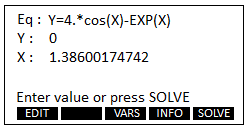 Eq : Y=4.*cos(X)-EXP(X)
Y : 0
X : 1.38600174742
Enter value or press SOLVE
EDIT VARS INFO SOLVE